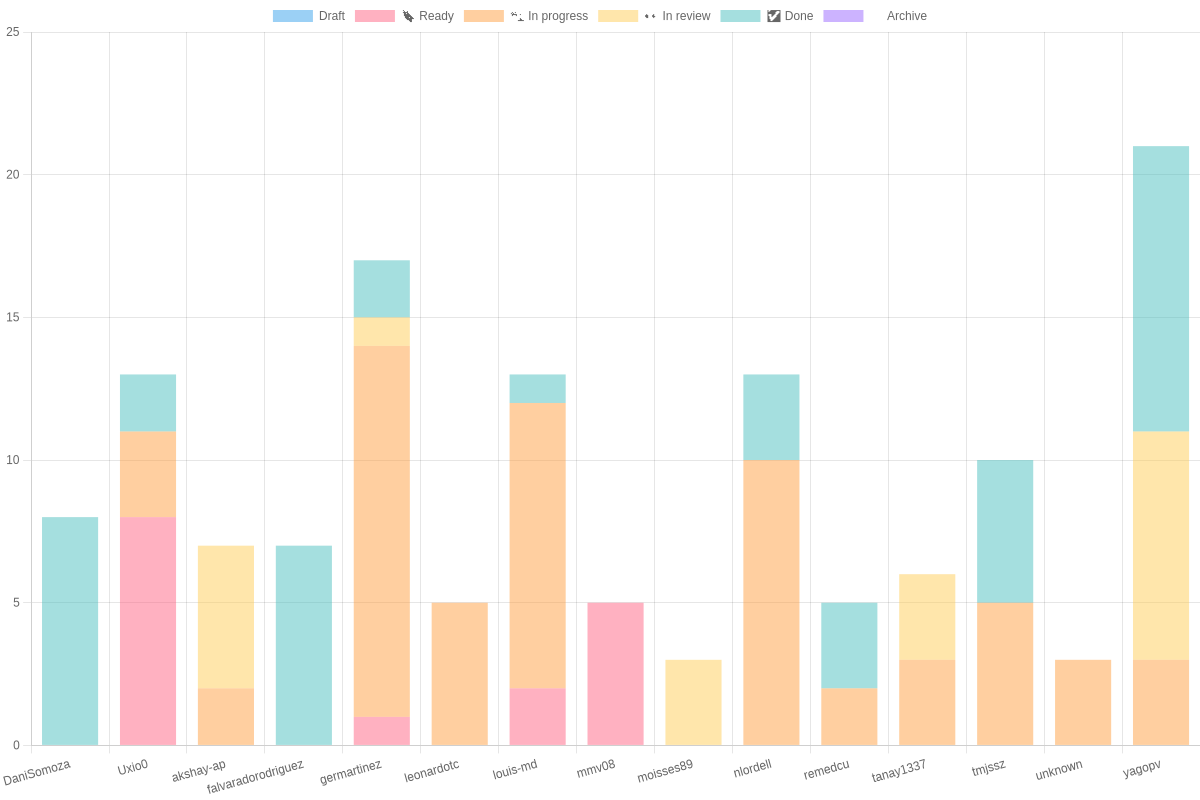 Draft Ready In progress In review Done Archive
25
20
15
10
5
0
DaniSomoza
Uxio0
akshay-ap
falvaradorodriguez
germartinez
leonardotc
louis-md
mmv08
moisses89
nlordell
remedcu
tanay1337
tmjssz
unknown
yagopv